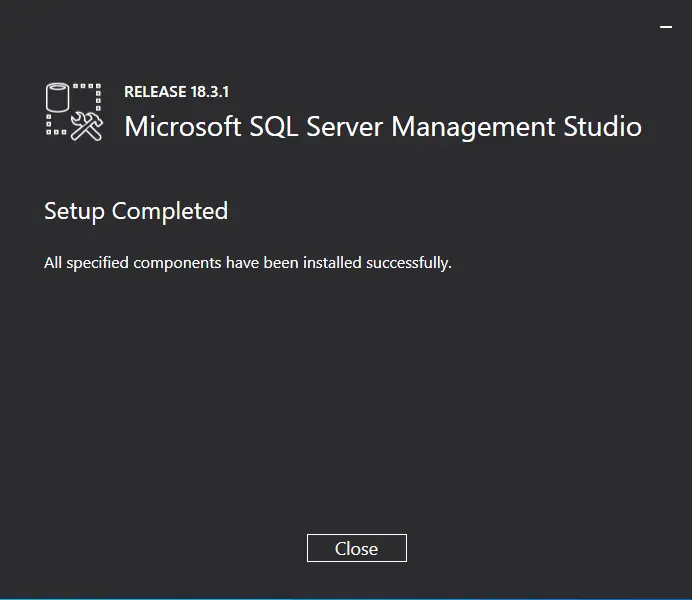 RELEASE 18.3.1
Microsoft SQL Server Management Studio
Setup Completed
All specified components have been installed successfully.
Close